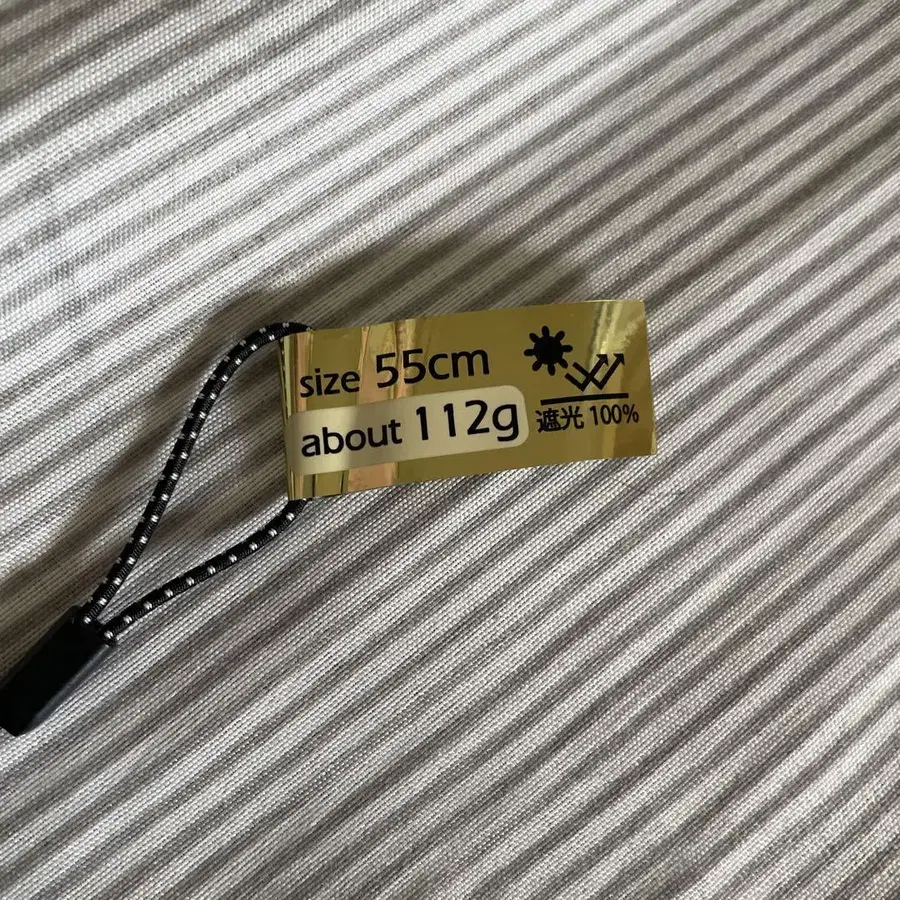 size 55cm
about 112g
遮光 100%